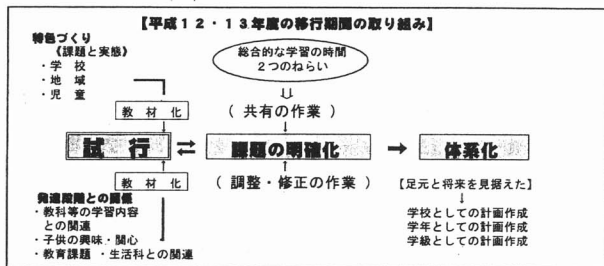 【平成12・13年度の移行期間の取り組み】
特色づくり
《課題と実態》
・学校
・地域
・児童
総合的な学習の時間
2つのねらい
教材化
(共有の作業)
試行
課題の明確化
体系化
教材化
(調整・修正の作業)
【足元と将来を見据えた】
発達段階との関係
・教科等の学習内容
との関連
・子供の興味・関心
・教育課題・生活科との関連
学校としての計画作成
学年としての計画作成
学級としての計画作成